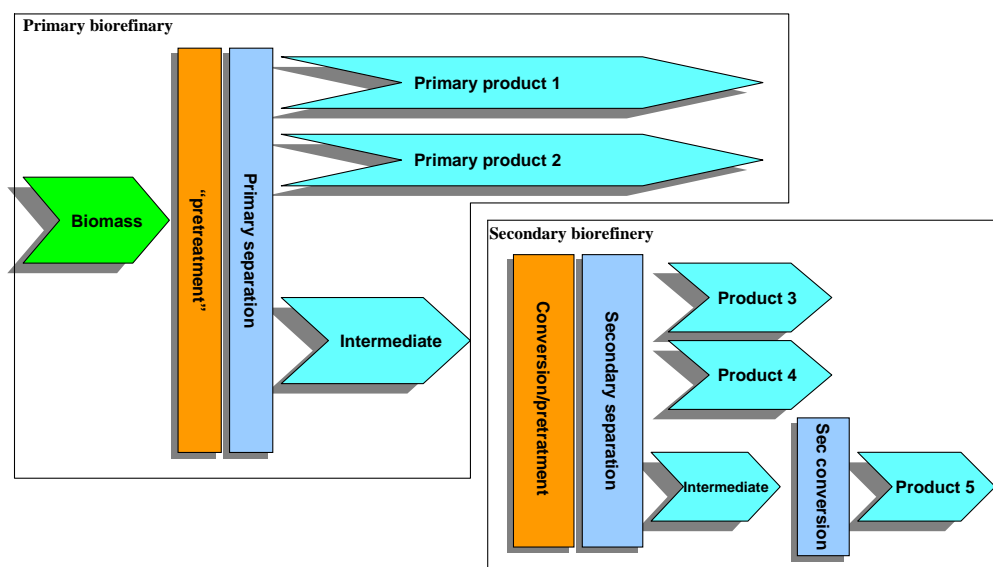 Primary biorefinary
Primary product 1
Primary product 2
Biomass
“pretreatment”
Primary separation
Intermediate
Secondary biorefinery
Conversion/pretratment
Secondary separation
Product 3
Product 4
Intermediate
Sec conversion
Product 5